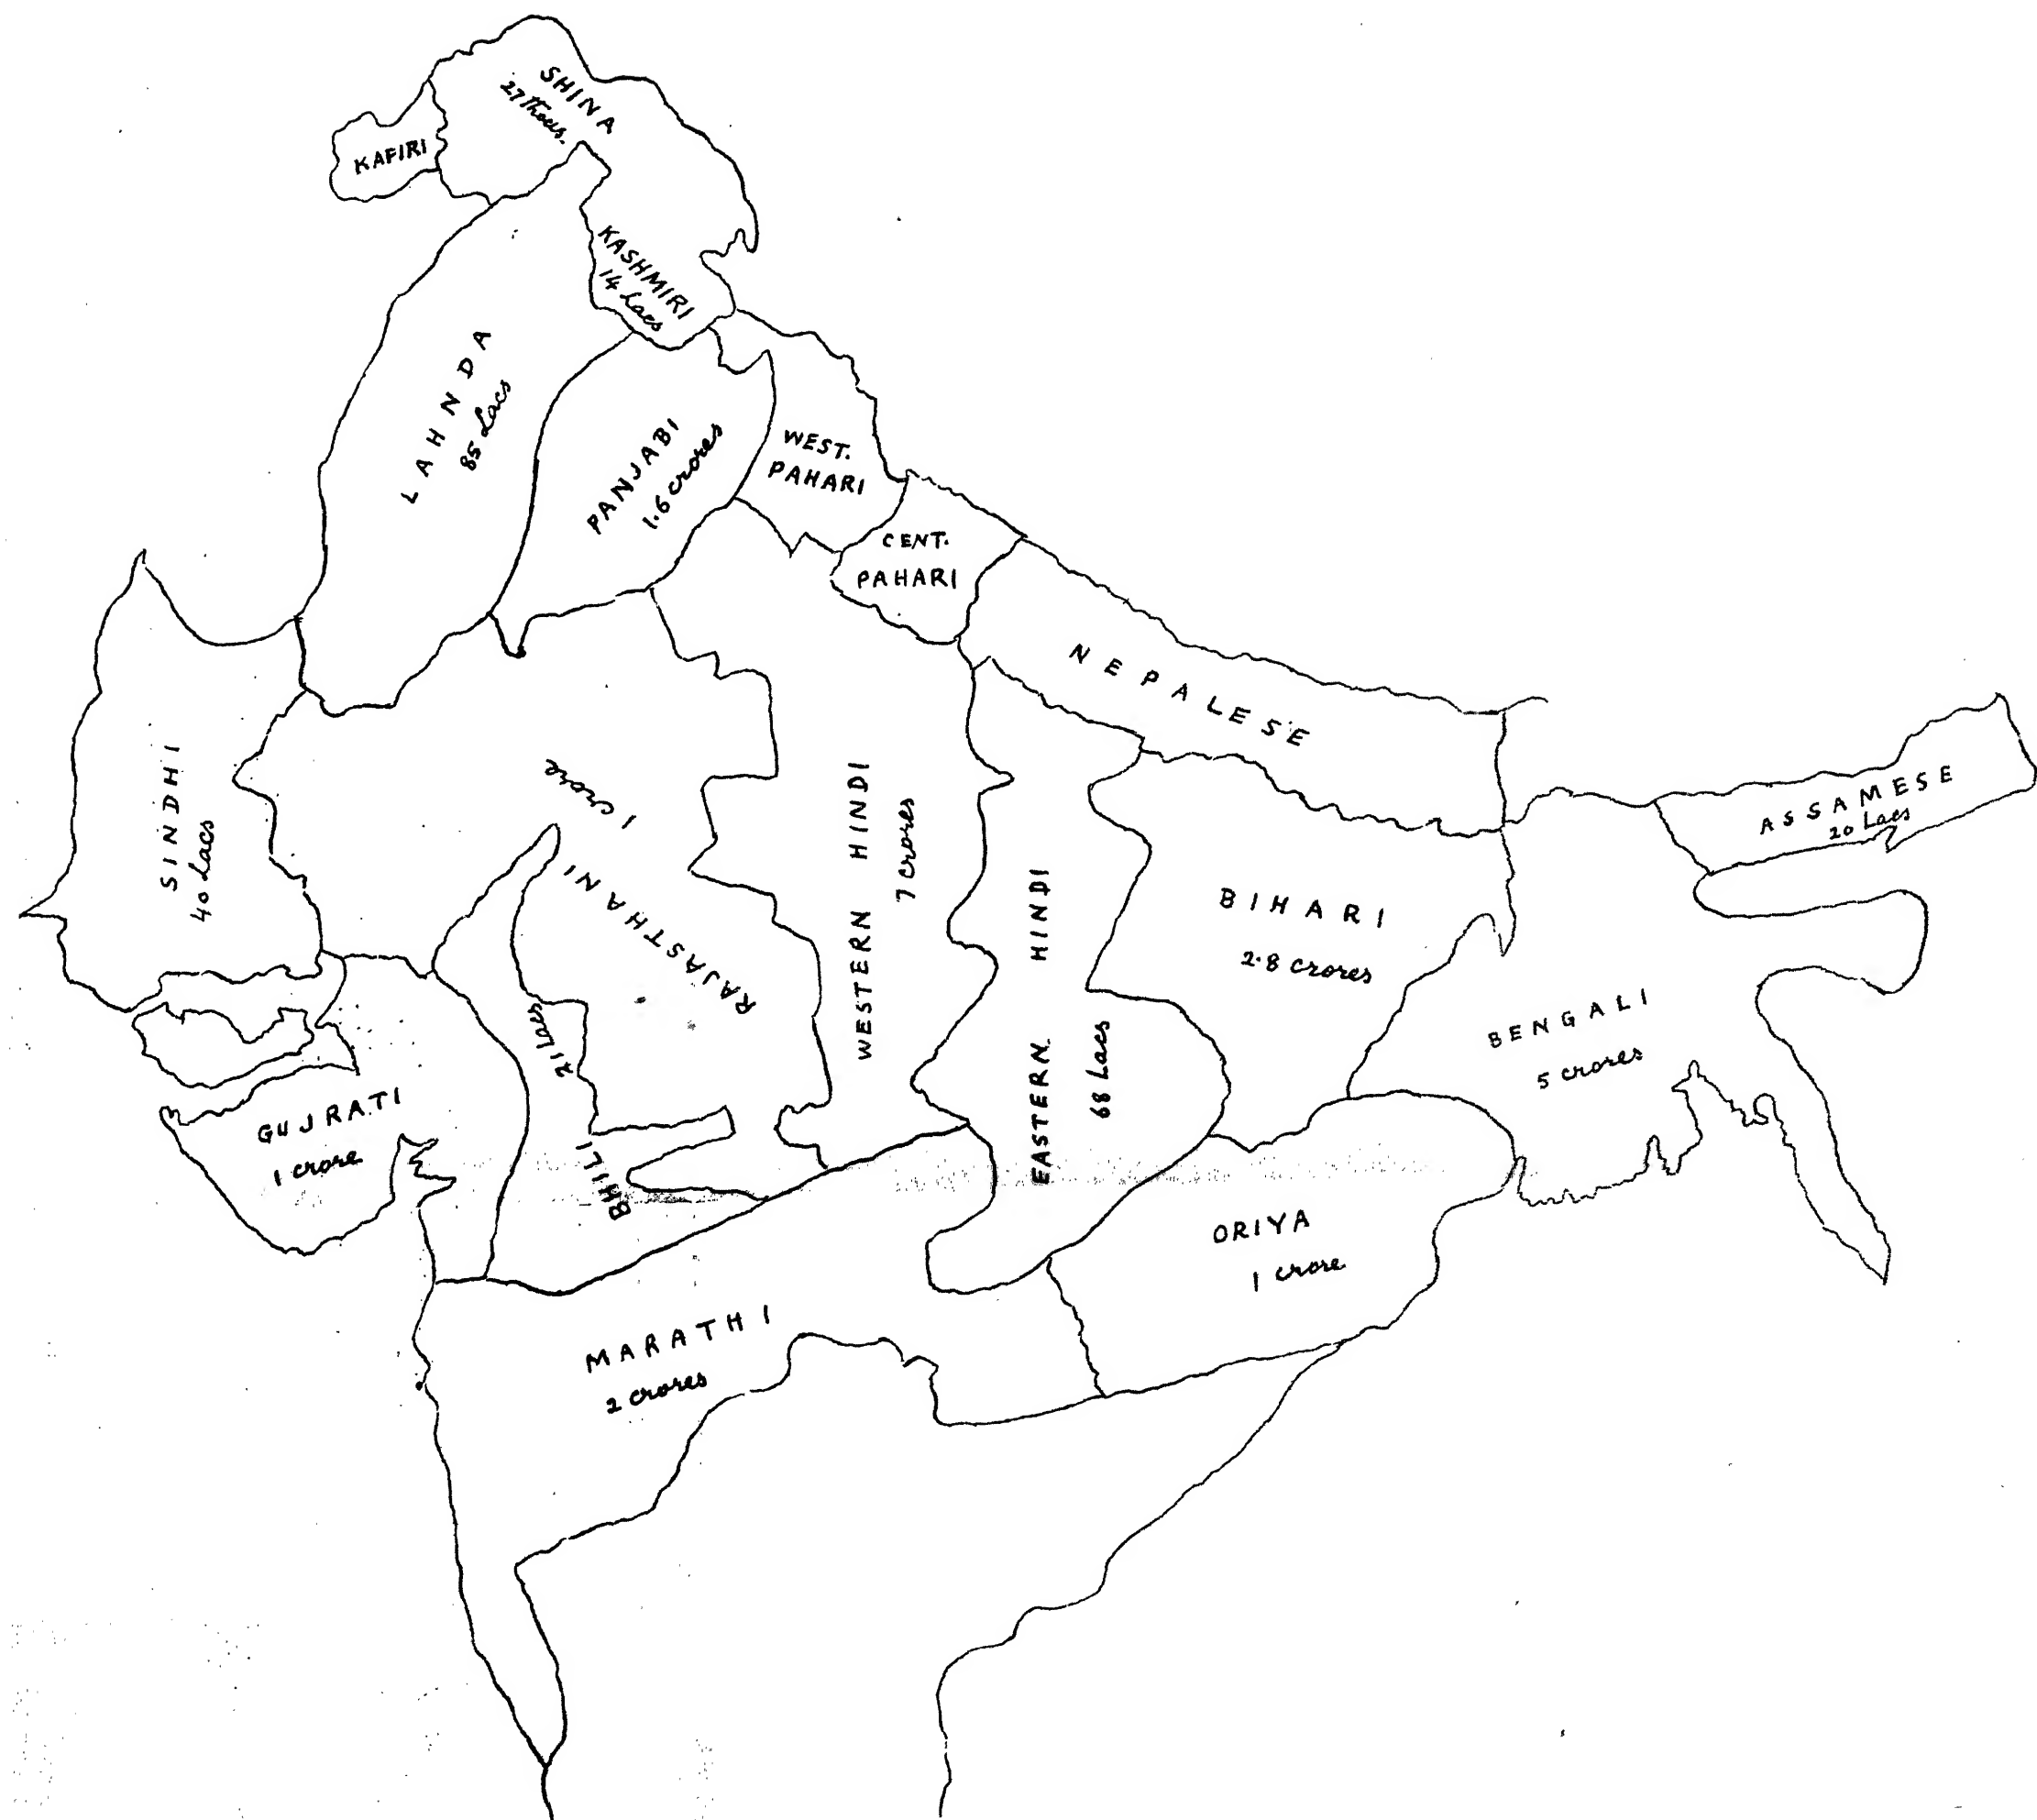 SHINA
27 Thous.
KAFIRI
KASHMIRI
14 Lacs
LAHNDA
85 Lacs
PANJABI
1.6 crores
WEST.
PAHARI
CENT.
PAHARI
NEPALESE
SINDHI
40 Lacs
RAJASTHANI
1 crore
WESTERN HINDI
7 crores
EASTERN HINDI
68 Lacs
BIHARI
2.8 crores
ASSAMESE
20 Lacs
BENGALI
5 crores
GUJRATI
1 crore
BHILI
21 Lacs
ORIYA
1 crore
MARATHI
2 crores